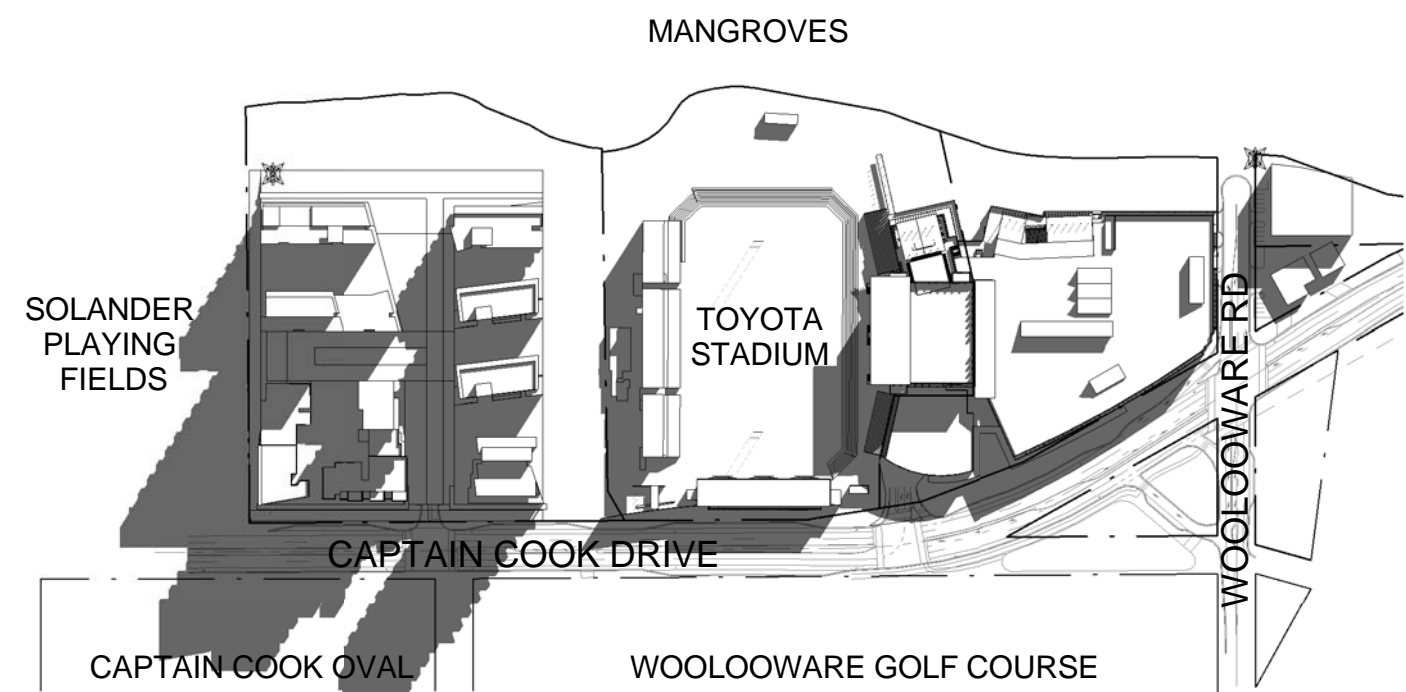 MANGROVES
SOLANDER
PLAYING
FIELDS
TOYOTA
STADIUM
WOOLOOWARE RD
CAPTAIN COOK DRIVE
CAPTAIN COOK OVAL
WOOLOOWARE GOLF COURSE